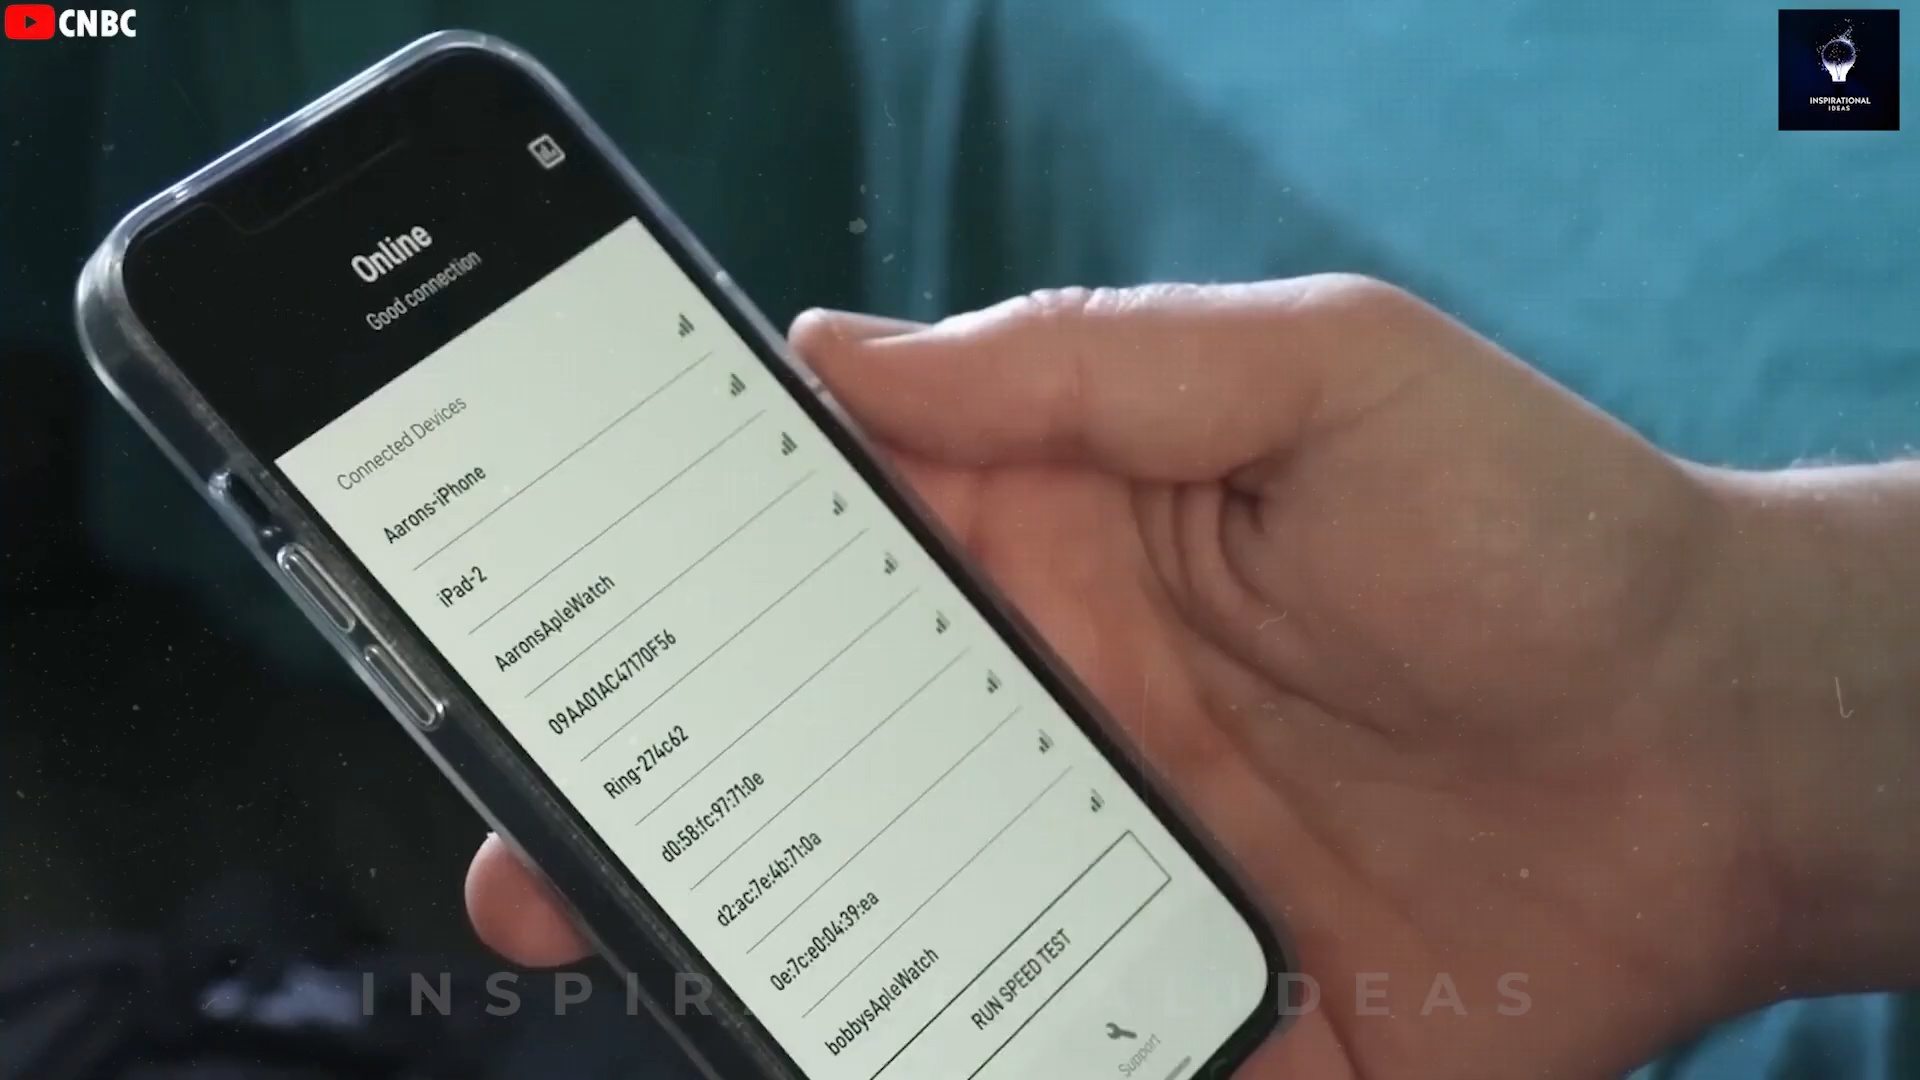 CNBC
INSPIRATIONAL
IDEAS
Online
Good connection
Connected Devices
Aarons-iPhone
iPad-2
AaronsApleWatch
09AA01AC47170F56
Ring-274c62
d0:58:fc:97:71:0e
d2:ac:7e:4b:71:0a
0e:7c:e0:04:39:ea
bobbysApleWatch
RUN SPEED TEST
Support
INSPIRATIONAL IDEAS